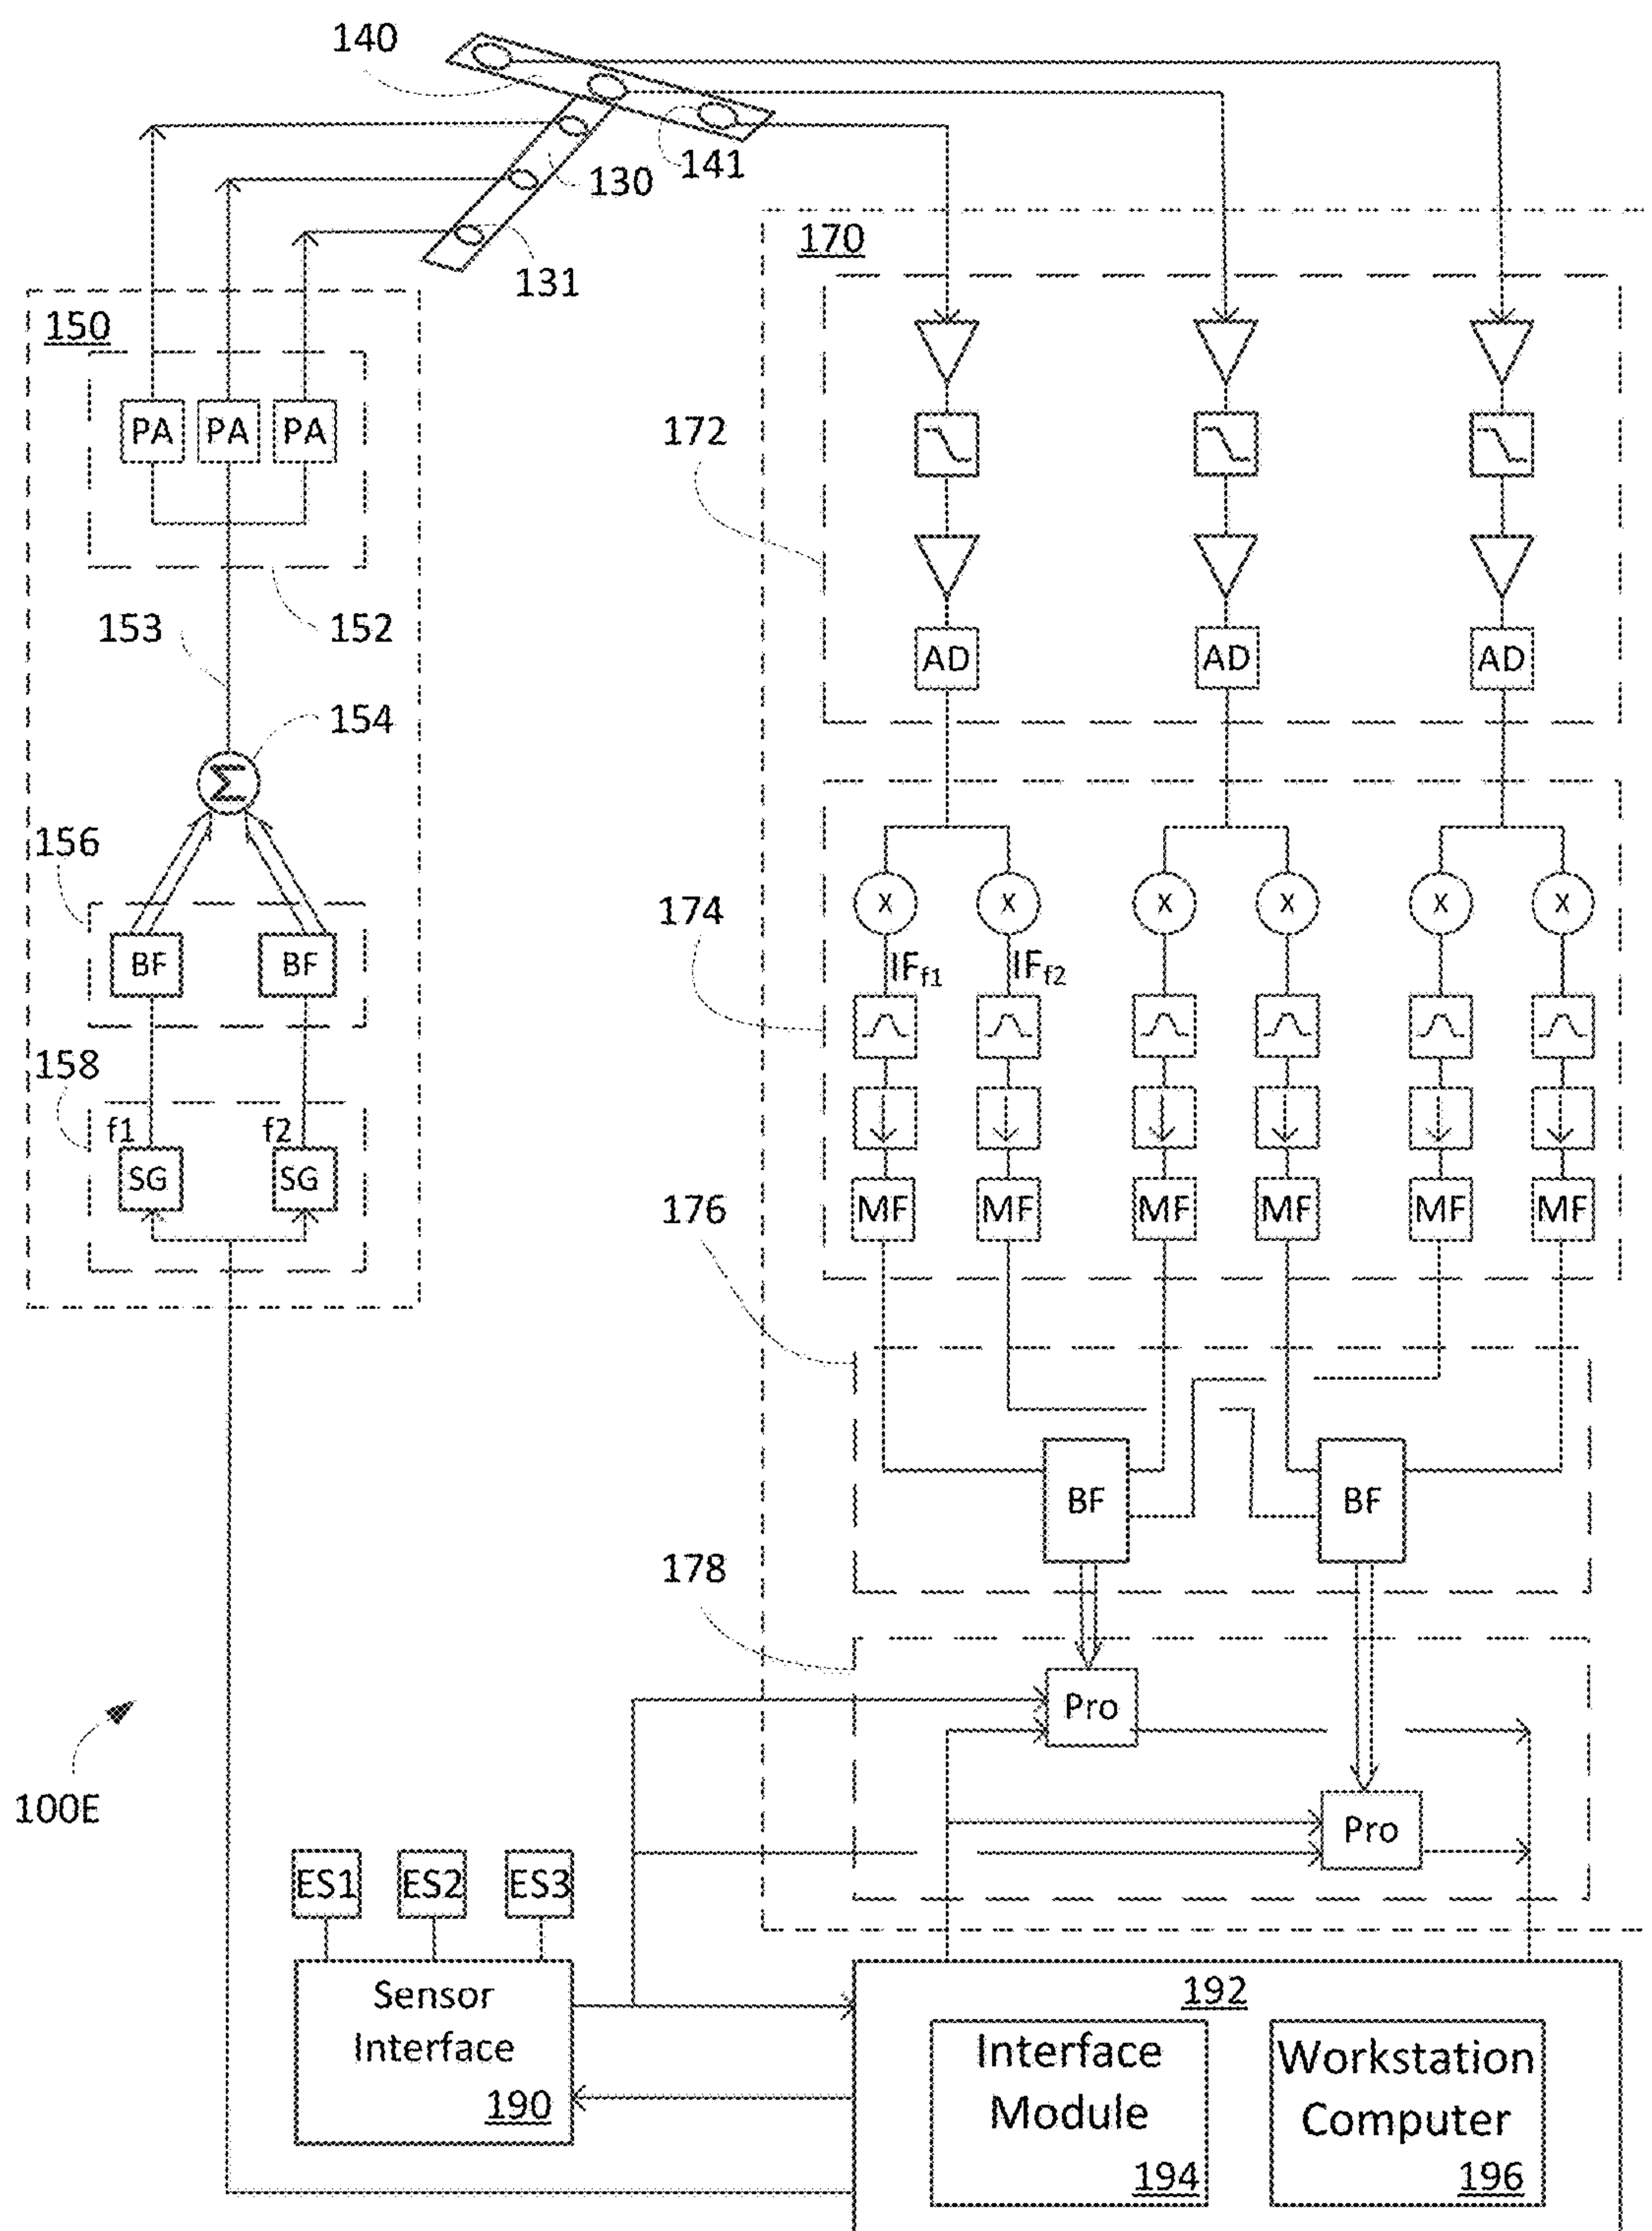 140
141
130
131
170
150
PA PA PA
172
153
152
AD AD AD
154
Σ
156
174
X X X X X X
BF BF
IFf1 IFf2
158
f1 f2
SG SG
176
MF MF MF MF MF MF
BF BF
178
Pro
100E
Pro
ES1 ES2 ES3
Sensor
Interface
190
192
Interface
Module
194
Workstation
Computer
196